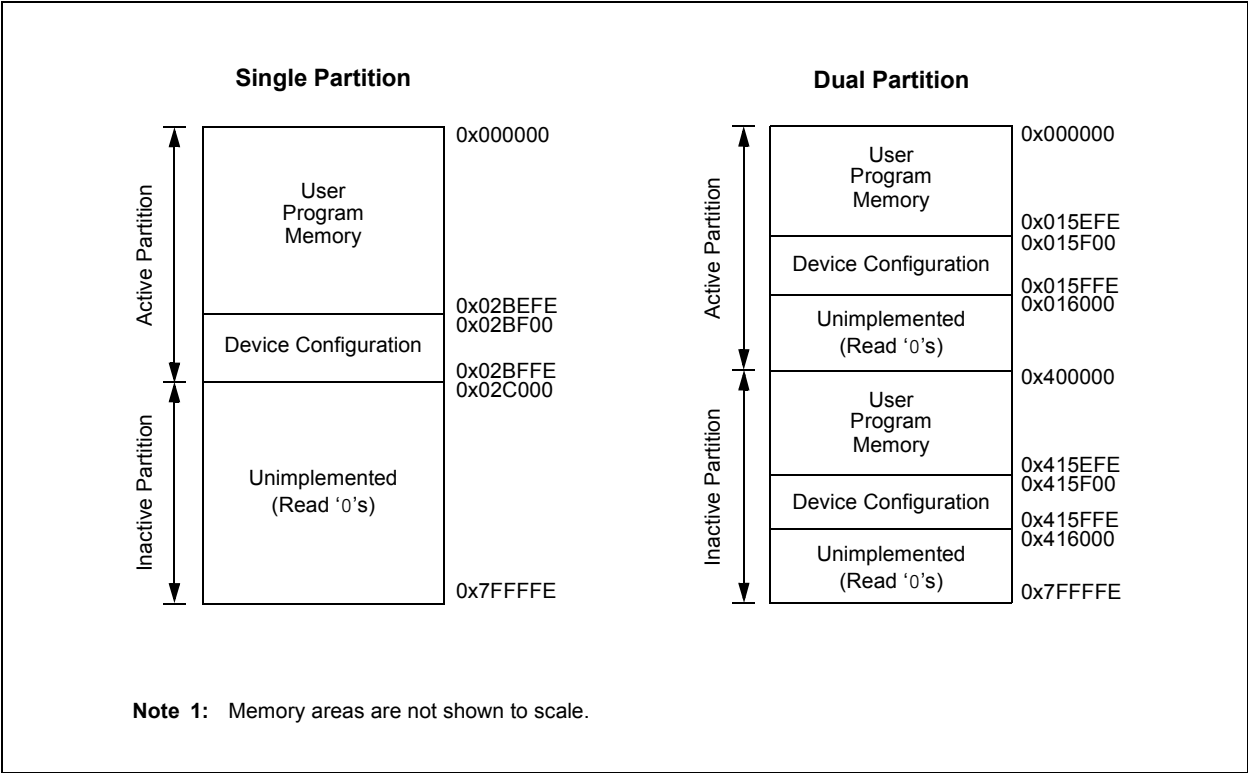 Single Partition
Active Partition
Inactive Partition
0x000000
User
Program
Memory
0x02BEFE
0x02BF00
Device Configuration
0x02BFFE
0x02C000
Unimplemented
(Read ‘0’s)
0x7FFFFE
Dual Partition
Active Partition
Inactive Partition
0x000000
User
Program
Memory
0x015EFE
0x015F00
Device Configuration
0x015FFE
0x016000
Unimplemented
(Read ‘0’s)
0x400000
User
Program
Memory
0x415EFE
0x415F00
Device Configuration
0x415FFE
0x416000
Unimplemented
(Read ‘0’s)
0x7FFFFE
Note 1: Memory areas are not shown to scale.